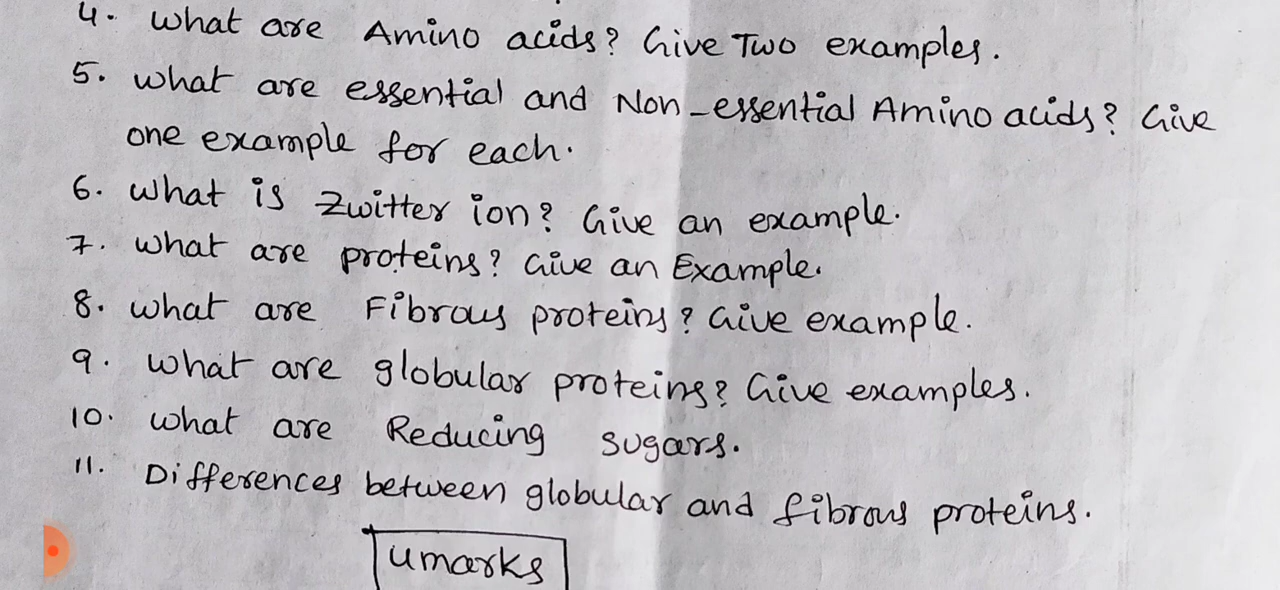 4. What are Amino acids? Give Two examples.
5. What are essential and Non-essential Amino acids? Give
one example for each.
6. What is Zwitter ion? Give an example.
7. What are proteins? Give an Example.
8. What are Fibrous proteins? Give example.
9. What are globular proteins? Give examples.
10. What are Reducing sugars.
11. Differences between globular and fibrous proteins.
4marks